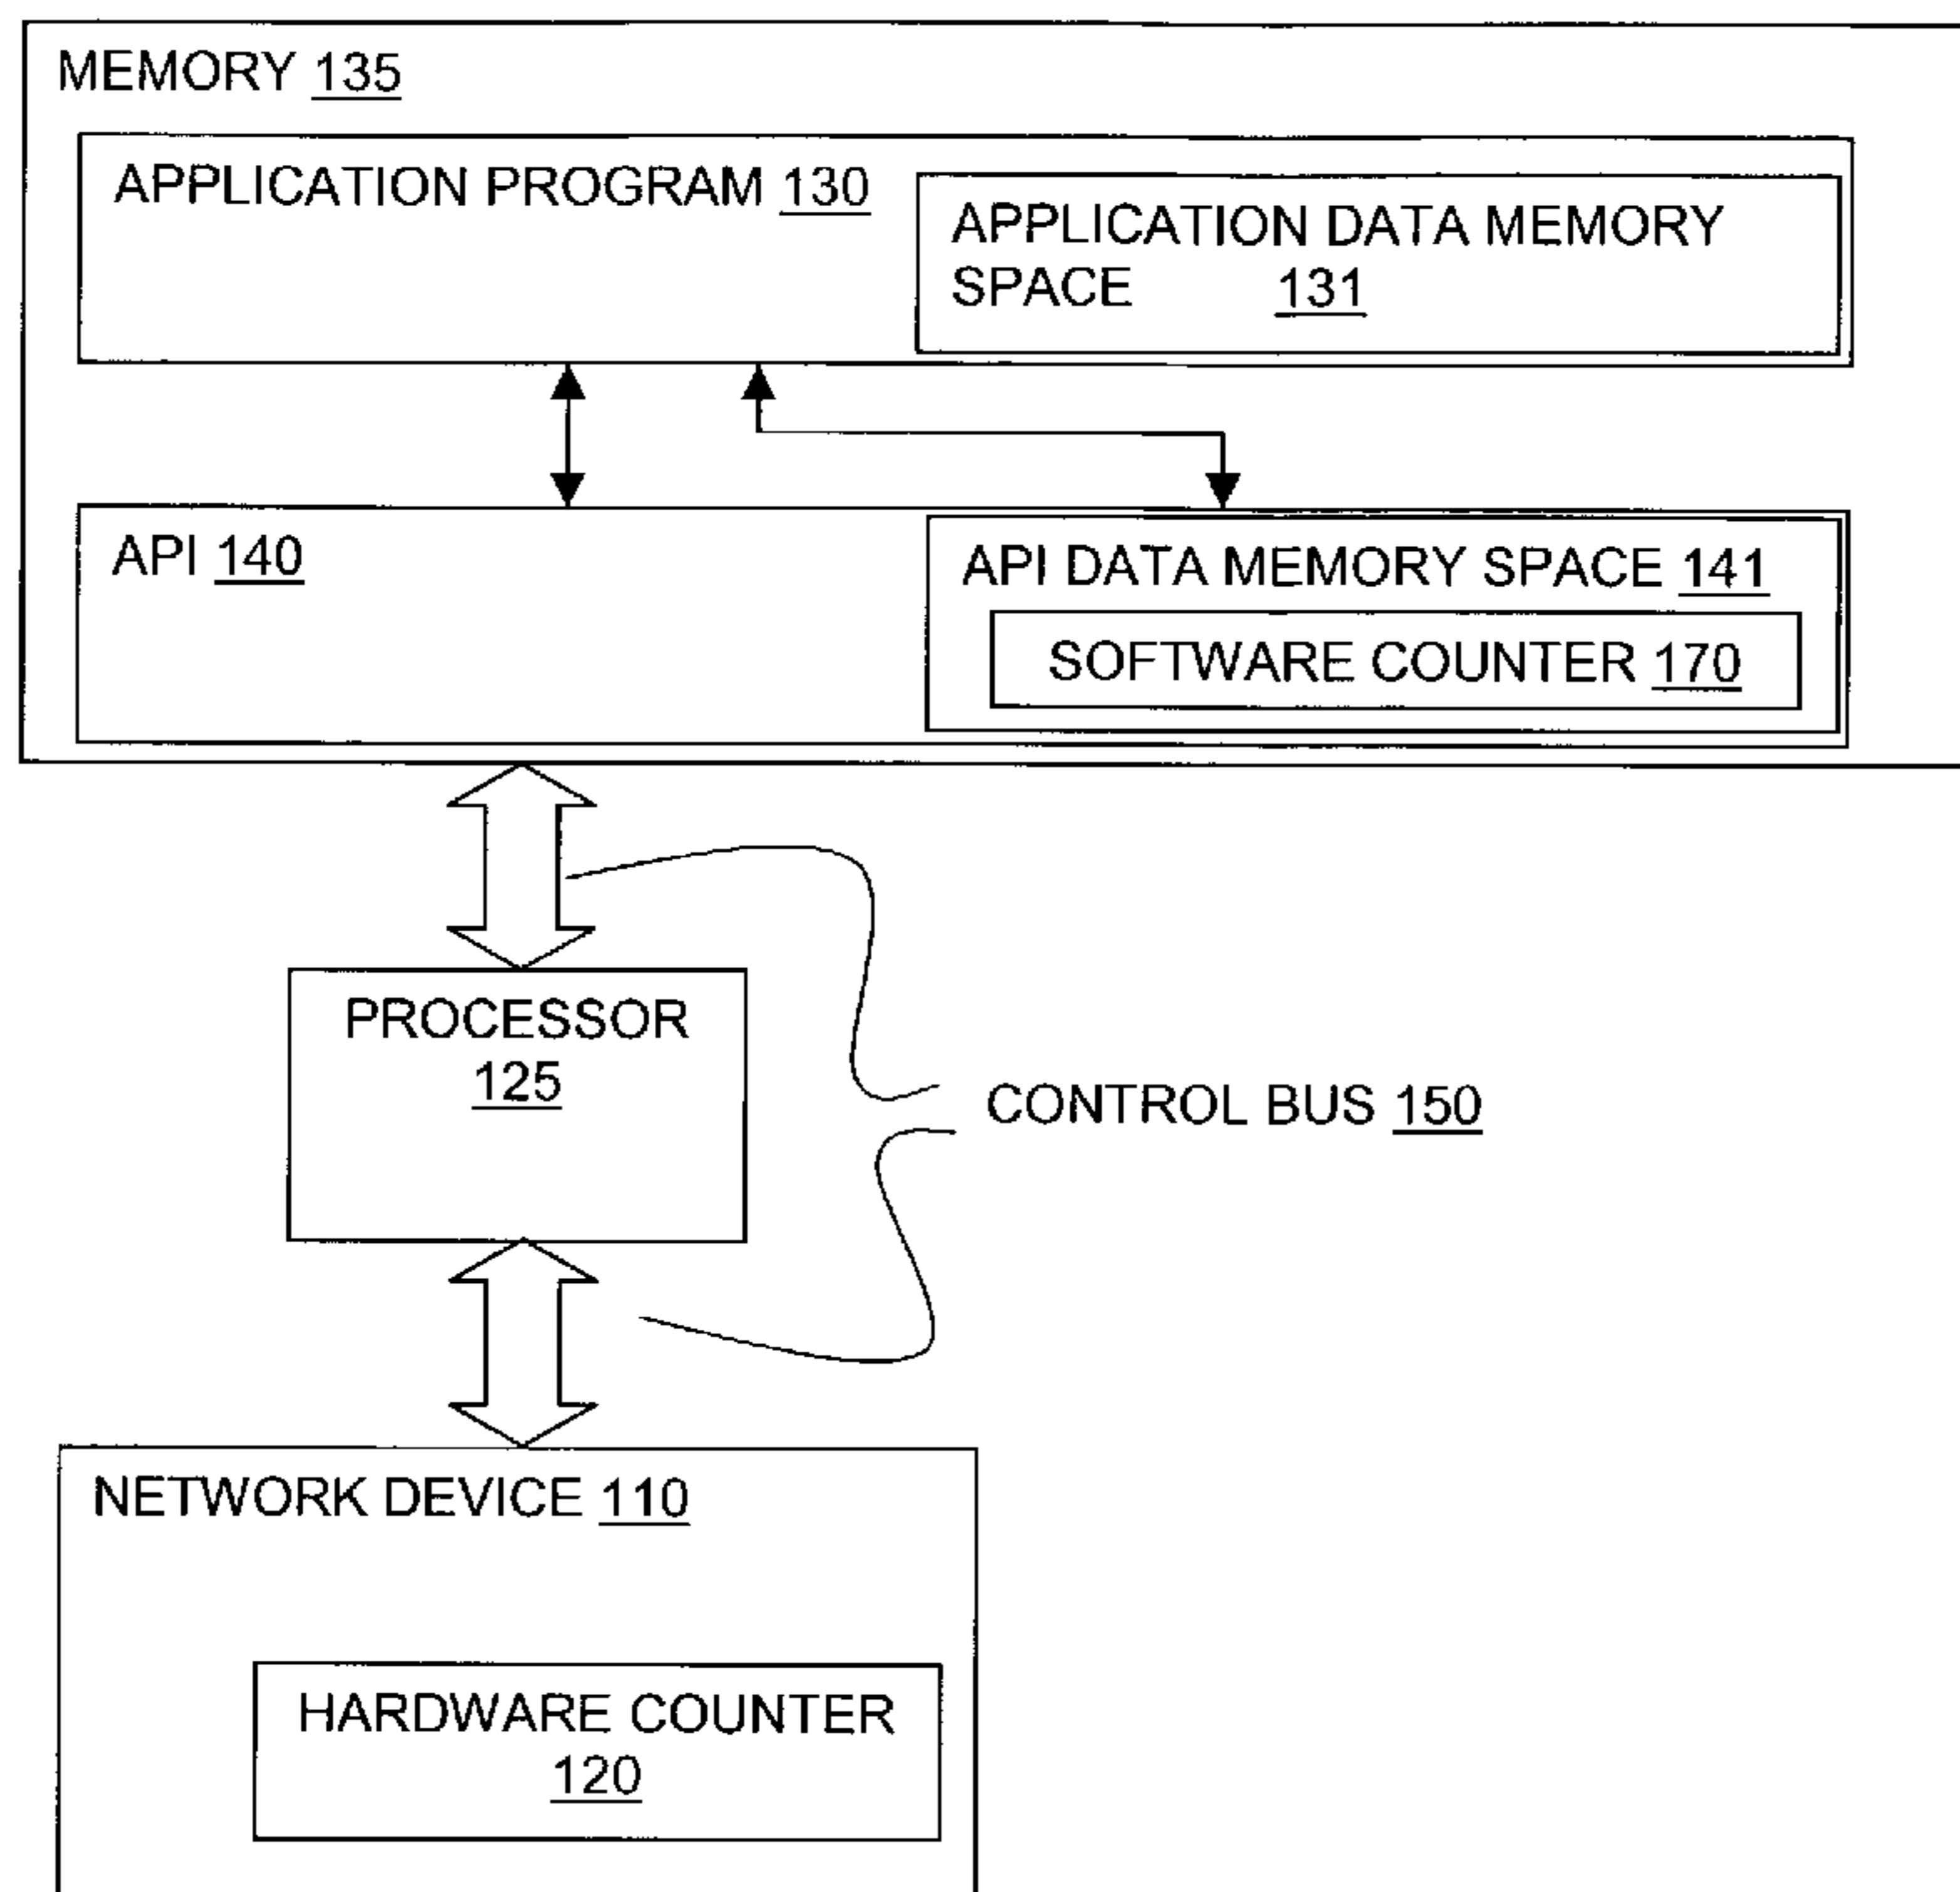 MEMORY 135
APPLICATION PROGRAM 130
APPLICATION DATA MEMORY
SPACE 131
API 140
API DATA MEMORY SPACE 141
SOFTWARE COUNTER 170
PROCESSOR
125
CONTROL BUS 150
NETWORK DEVICE 110
HARDWARE COUNTER
120